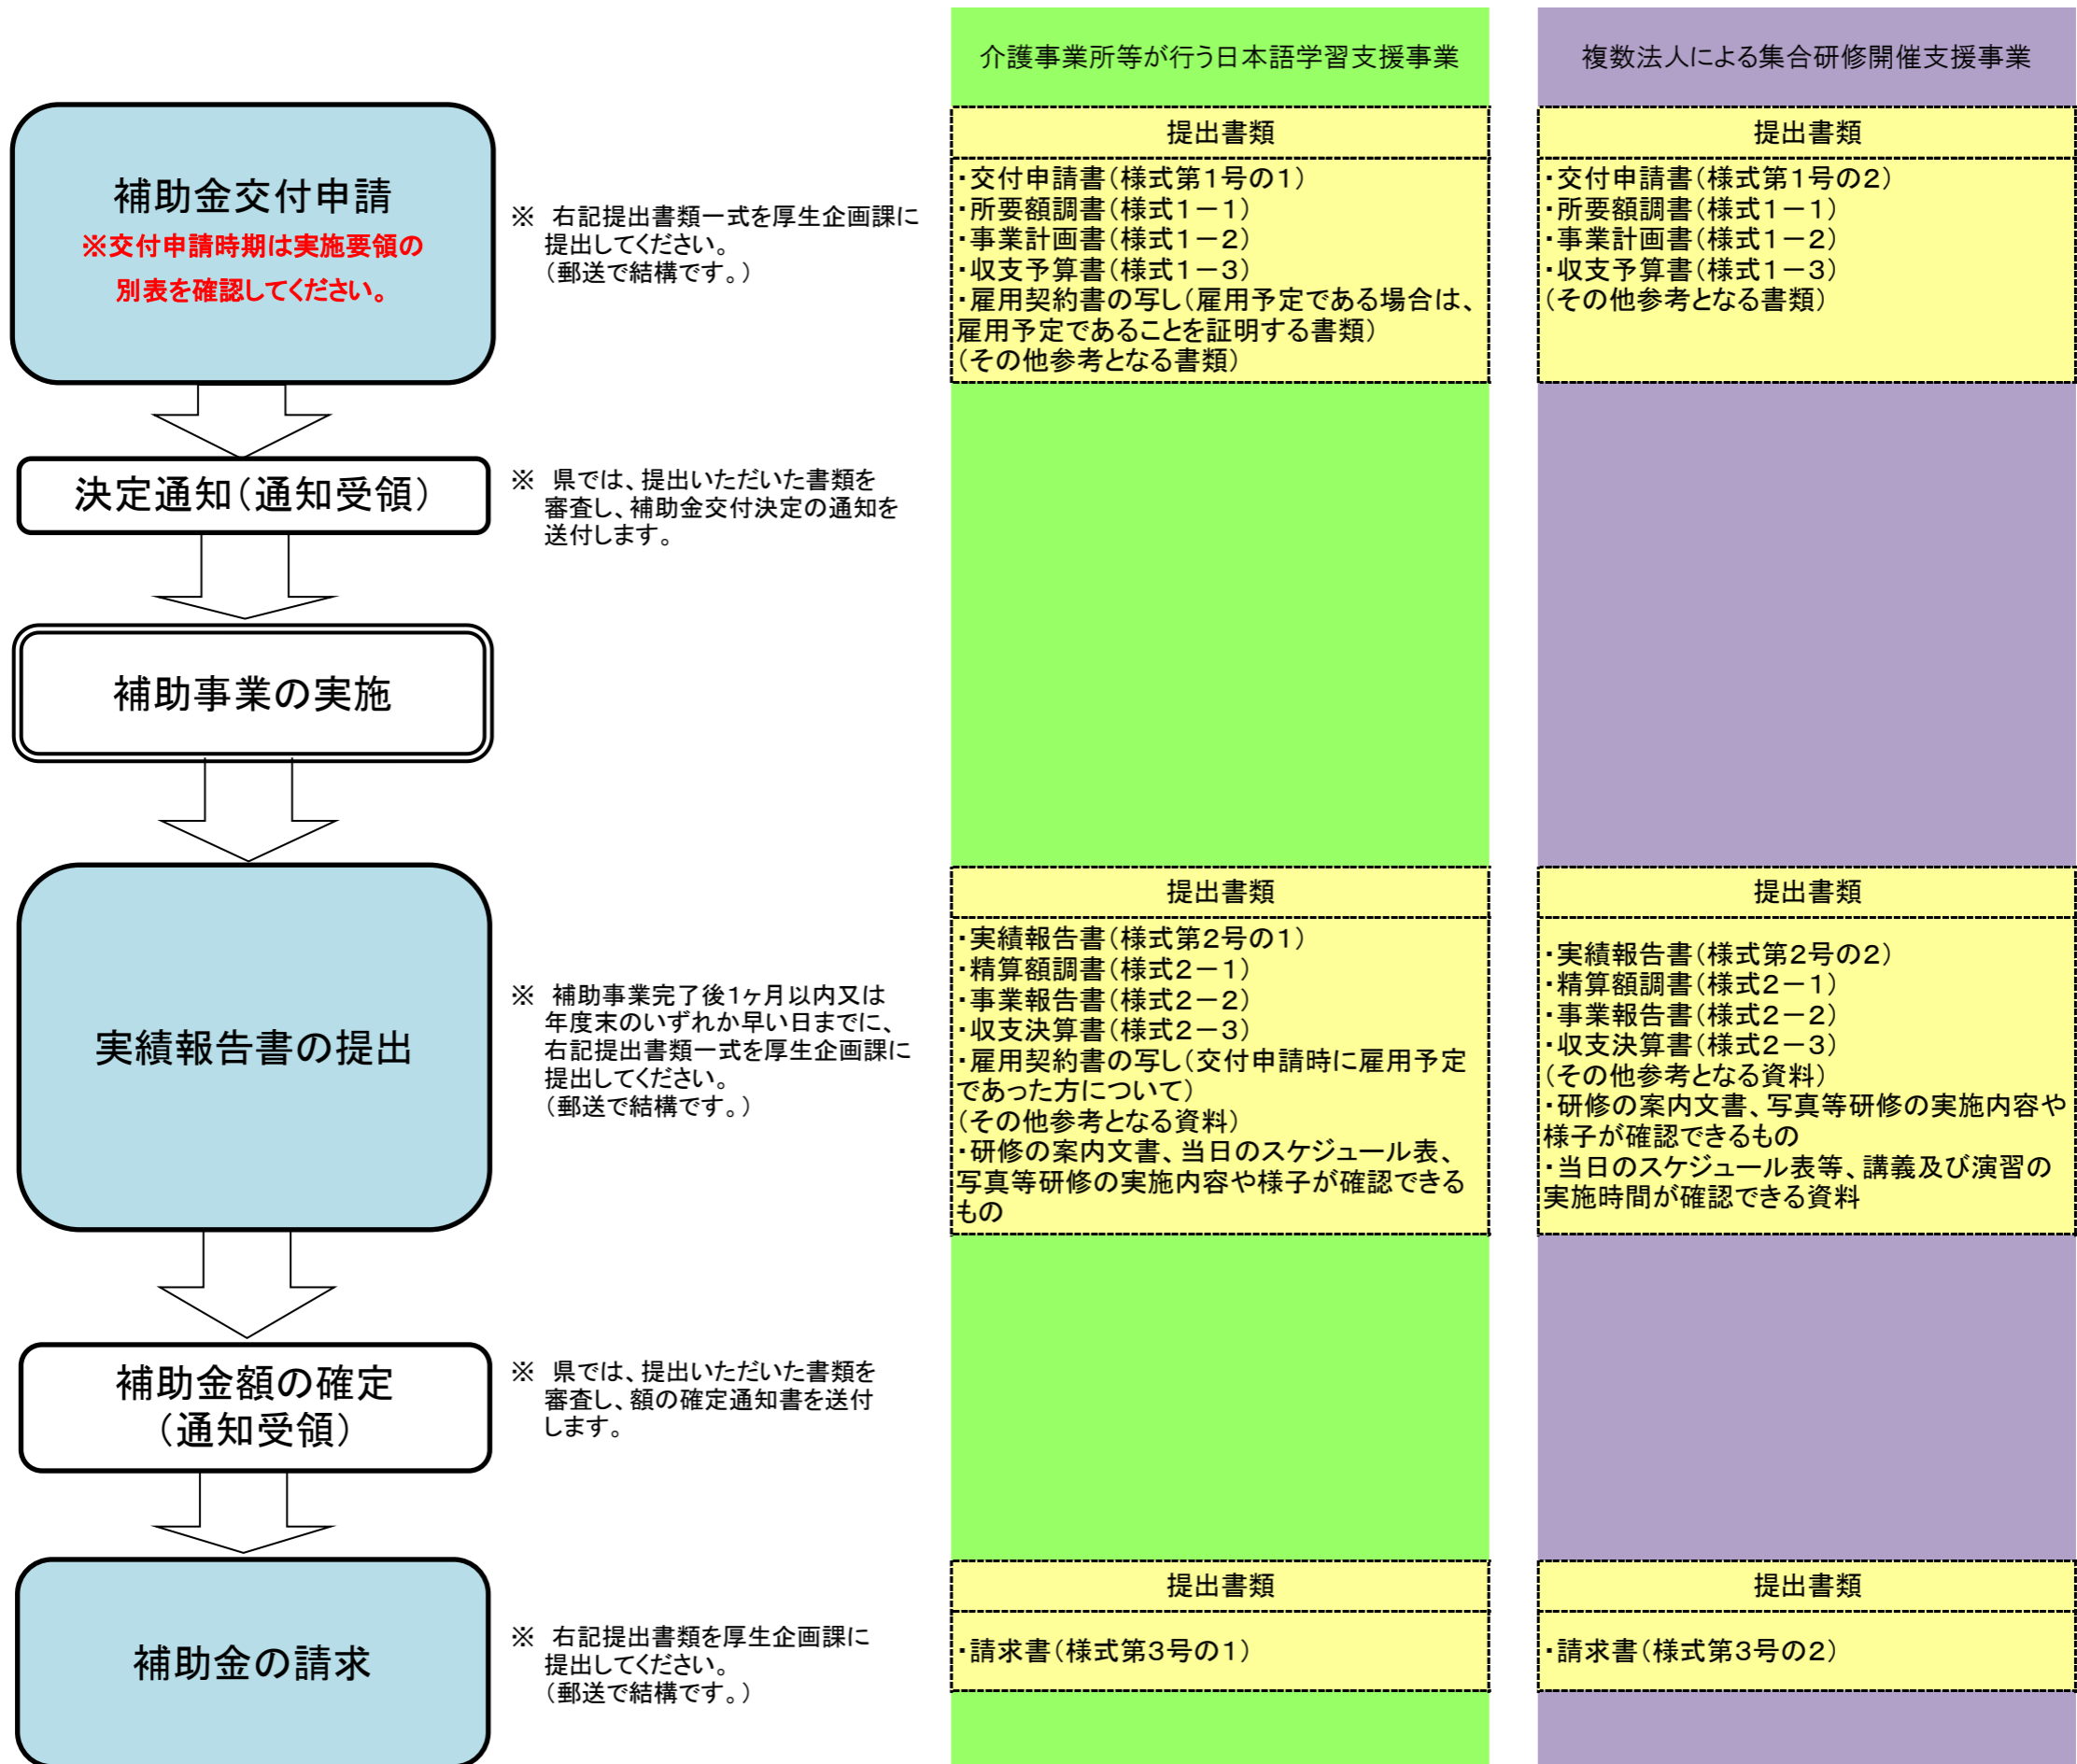 介護事業所等が行う日本語学習支援事業
複数法人による集合研修開催支援事業
補助金交付申請
※交付申請時期は実施要領の
別表を確認してください。
※　右記提出書類一式を厚生企画課に
提出してください。
（郵送で結構です。）
提出書類
・交付申請書（様式第１号の１）
・所要額調書（様式１－１）
・事業計画書（様式１－２）
・収支予算書（様式１－３）
・雇用契約書の写し（雇用予定である場合は、
雇用予定であることを証明する書類）
（その他参考となる書類）
提出書類
・交付申請書（様式第１号の２）
・所要額調書（様式１－１）
・事業計画書（様式１－２）
・収支予算書（様式１－３）
（その他参考となる書類）
決定通知（通知受領）
※　県では、提出いただいた書類を
審査し、補助金交付決定の通知を
送付します。
補助事業の実施
実績報告書の提出
※　補助事業完了後１ヶ月以内又は
年度末のいずれか早い日までに、
右記提出書類一式を厚生企画課に
提出してください。
（郵送で結構です。）
提出書類
・実績報告書（様式第２号の１）
・精算額調書（様式２－１）
・事業報告書（様式２－２）
・収支決算書（様式２－３）
・雇用契約書の写し（交付申請時に雇用予定
であった方について）
（その他参考となる資料）
・研修の案内文書、当日のスケジュール表、
写真等研修の実施内容や様子が確認できる
もの
提出書類
・実績報告書（様式第２号の２）
・精算額調書（様式２－１）
・事業報告書（様式２－２）
・収支決算書（様式２－３）
（その他参考となる資料）
・研修の案内文書、写真等研修の実施内容や
様子が確認できるもの
・当日のスケジュール表等、講義及び演習の
実施時間が確認できる資料
補助金額の確定
（通知受領）
※　県では、提出いただいた書類を
審査し、額の確定通知書を送付
します。
補助金の請求
※　右記提出書類を厚生企画課に
提出してください。
（郵送で結構です。）
提出書類
・請求書（様式第３号の１）
提出書類
・請求書（様式第３号の２）